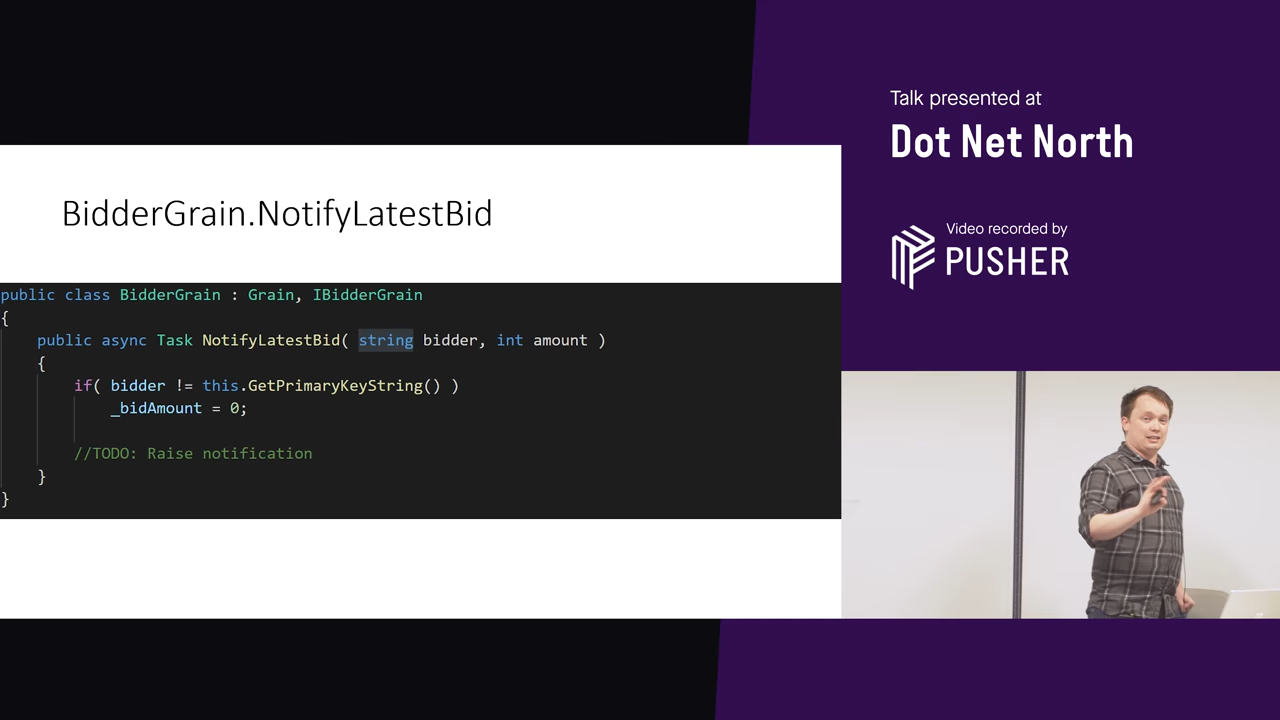 Talk presented at
Dot Net North
Video recorded by
PUSHER
BidderGrain.NotifyLatestBid
public class BidderGrain : Grain, IBidderGrain
{
public async Task NotifyLatestBid( string bidder, int amount )
{
if( bidder != this.GetPrimaryKeyString() )
_bidAmount = 0;
//TODO: Raise notification
}
}